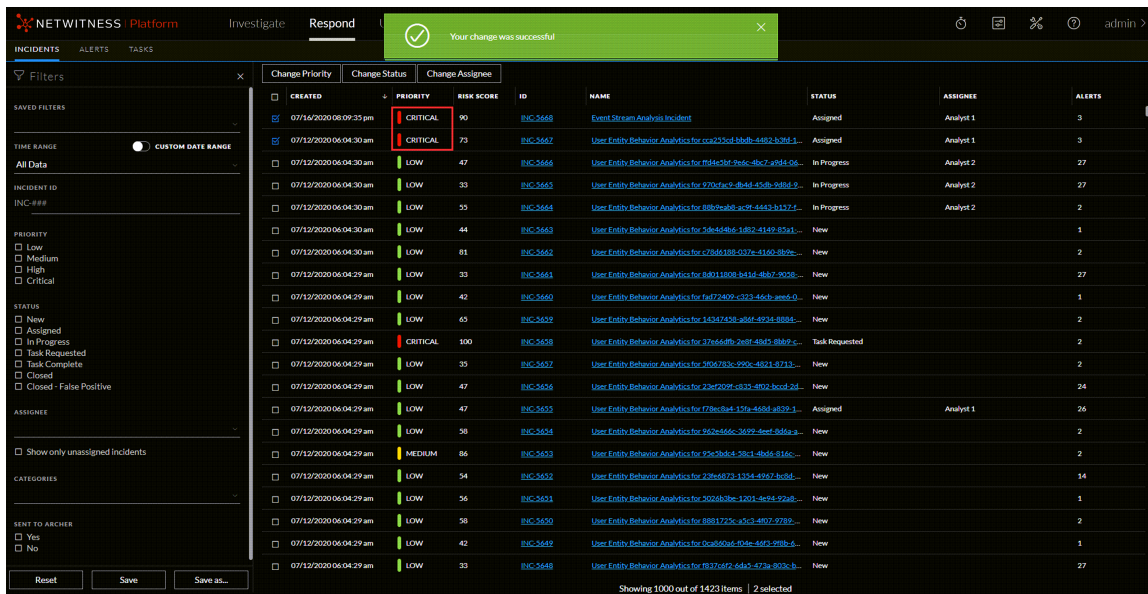 NETWITNESS Platform Investigate Respond admin >
Your change was successful
INCIDENTS ALERTS TASKS
Filters
Change Priority Change Status Change Assignee
CREATED PRIORITY RISK SCORE ID NAME STATUS ASSIGNEE ALERTS
SAVED FILTERS
07/16/2020 08:09:35 pm CRITICAL 90 INC-5668 Event Stream Analysis Incident Assigned Analyst 1 3
07/12/2020 06:04:30 am CRITICAL 73 INC-5667 User Entity Behavior Analytics for cca255cd-bbdb-4482-b3fd-1... Assigned Analyst 1 3
TIME RANGE CUSTOM DATE RANGE
All Data
07/12/2020 06:04:30 am LOW 47 INC-5666 User Entity Behavior Analytics for ffd4e5bf-9e6c-4bc7-a9d4-06... In Progress Analyst 2 27
INCIDENT ID
07/12/2020 06:04:30 am LOW 33 INC-5665 User Entity Behavior Analytics for 970cfac9-db4d-45db-9d8d-9... In Progress Analyst 2 27
INC-###
07/12/2020 06:04:30 am LOW 55 INC-5664 User Entity Behavior Analytics for 88b9eab8-ac9f-4443-b157-f... In Progress Analyst 2 2
PRIORITY
07/12/2020 06:04:30 am LOW 44 INC-5663 User Entity Behavior Analytics for 5de4d4b6-1d82-4149-85a1-... New 1
Low
07/12/2020 06:04:30 am LOW 81 INC-5662 User Entity Behavior Analytics for c78d6188-037e-4160-8b9e-... New 2
Medium
High
07/12/2020 06:04:29 am LOW 33 INC-5661 User Entity Behavior Analytics for 8d011808-b41d-4bb7-9058-... New 27
Critical
07/12/2020 06:04:29 am LOW 42 INC-5660 User Entity Behavior Analytics for fad72409-c323-46cb-aee6-0... New 1
STATUS
New
07/12/2020 06:04:29 am LOW 65 INC-5659 User Entity Behavior Analytics for 14347458-a86f-4934-8884-... New 2
Assigned
In Progress
07/12/2020 06:04:29 am CRITICAL 100 INC-5658 User Entity Behavior Analytics for 37e66dfb-2e8f-48d5-8bb9-c... Task Requested 2
Task Requested
Task Complete
07/12/2020 06:04:29 am LOW 35 INC-5657 User Entity Behavior Analytics for 5f06783c-990c-4821-8713-... New 2
Closed
Closed - False Positive
07/12/2020 06:04:29 am LOW 47 INC-5656 User Entity Behavior Analytics for 23ef209f-c835-4f02-bccd-2d... New 24
ASSIGNEE
07/12/2020 06:04:29 am LOW 47 INC-5655 User Entity Behavior Analytics for f78ec8a4-15fa-468d-a839-1... Assigned Analyst 1 26
07/12/2020 06:04:29 am LOW 58 INC-5654 User Entity Behavior Analytics for 962e466c-3699-4eef-8d6a-a... New 2
Show only unassigned incidents
07/12/2020 06:04:29 am MEDIUM 86 INC-5653 User Entity Behavior Analytics for 95e5bdc4-58c1-4bd6-816c-... New 2
CATEGORIES
07/12/2020 06:04:29 am LOW 54 INC-5652 User Entity Behavior Analytics for 23fe6873-1354-4967-bc8d-... New 14
07/12/2020 06:04:29 am LOW 56 INC-5651 User Entity Behavior Analytics for 5026b3be-1201-4e94-92a8-... New 1
SENT TO ARCHER
07/12/2020 06:04:29 am LOW 58 INC-5650 User Entity Behavior Analytics for 8881725c-a5c3-4f07-9789-... New 2
Yes
No
07/12/2020 06:04:29 am LOW 42 INC-5649 User Entity Behavior Analytics for 0ca860a6-f04e-46f3-9f8b-6... New 1
07/12/2020 06:04:29 am LOW 33 INC-5648 User Entity Behavior Analytics for f837c6f2-6da5-473a-803c-b... New 27
Reset Save Save as...
Showing 1000 out of 1423 items | 2 selected